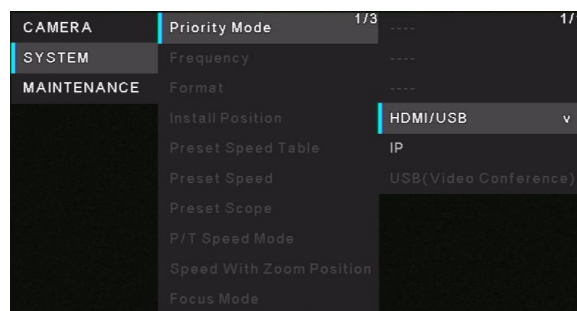 CAMERA
SYSTEM
MAINTENANCE
1/3
Priority Mode
Frequency
Format
Install Position
Preset Speed Table
Preset Speed
Preset Scope
P/T Speed Mode
Speed With Zoom Position
Focus Mode
1/
----
----
----
HDMI/USB v
IP
USB(Video Conference)